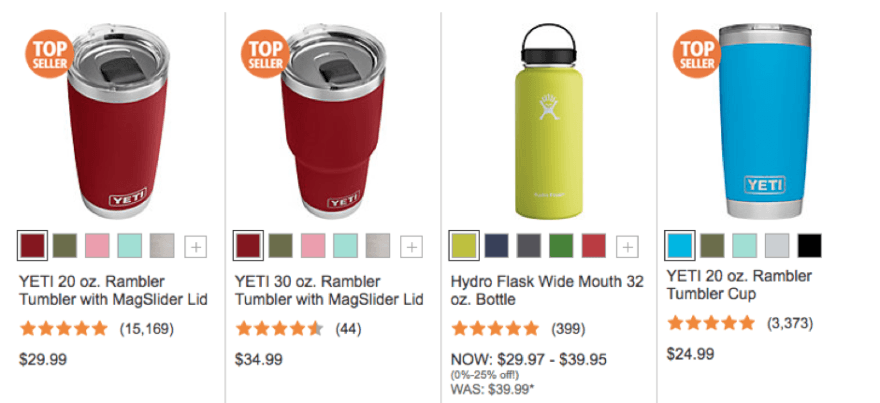 TOP
SELLER
YETI
YETI 20 oz. Rambler
Tumbler with MagSlider Lid
(15,169)
$29.99
TOP
SELLER
YETI
YETI 30 oz. Rambler
Tumbler with MagSlider Lid
(44)
$34.99
Hydro Flask
Hydro Flask Wide Mouth 32
oz. Bottle
(399)
NOW: $29.97 - $39.95
(0%-25% off!)
WAS: $39.99*
TOP
SELLER
YETI
YETI 20 oz. Rambler
Tumbler Cup
(3,373)
$24.99